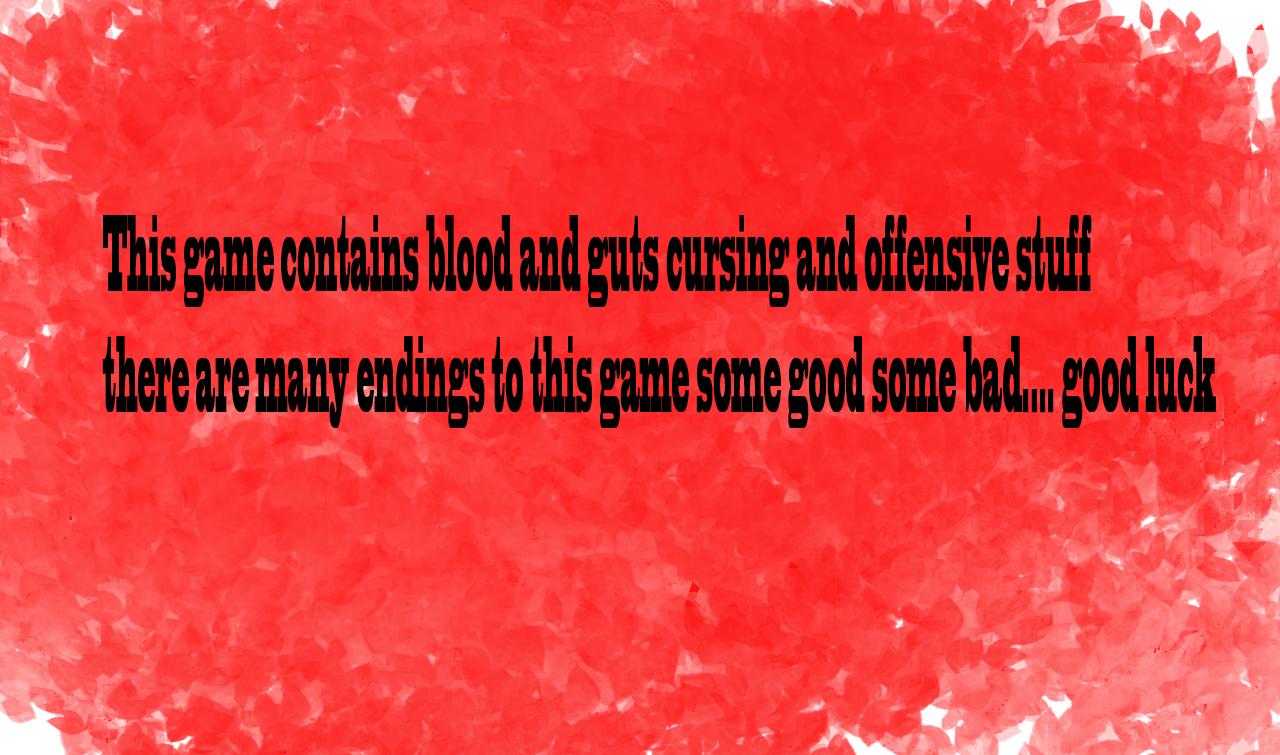 This game contains blood and guts cursing and offensive stuff
there are many endings to this game some good some bad.... good luck